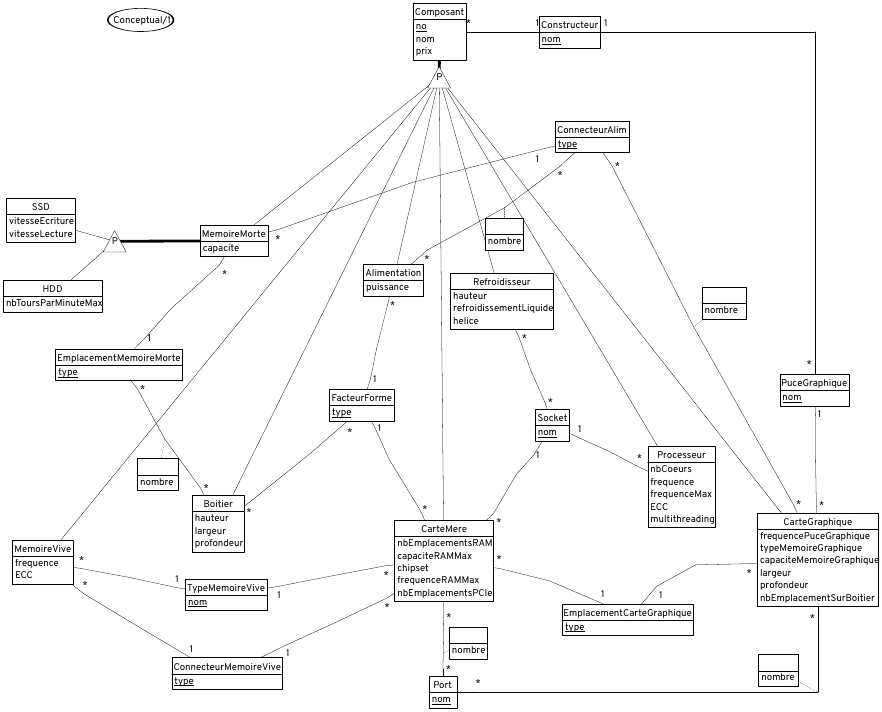 Conceptual/1
Composant
no
nom
prix
*
1
Constructeur
nom
1
P
ConnecteurAlim
type
1
*
*
SSD
vitesseEcriture
vitesseLecture
P
HDD
nbToursParMinuteMax
MemoireMorte
capacite
*
*
nombre
Alimentation
puissance
*
*
Refroidisseur
hauteur
refroidissementLiquide
helice
*
nombre
EmplacementMemoireMorte
type
1
*
FacteurForme
type
1
*
1
Socket
nom
*
1
1
PuceGraphique
nom
*
1
nombre
Processeur
nbCoeurs
frequence
frequenceMax
ECC
multithreading
*
Boitier
hauteur
largeur
profondeur
*
*
CarteMere
nbEmplacementsRAM
capaciteRAMMax
chipset
frequenceRAMMax
nbEmplacementsPCIe
*
*
*
*
*
*
CarteGraphique
frequencePuceGraphique
typeMemoireGraphique
capaciteMemoireGraphique
largeur
profondeur
nbEmplacementSurBoitier
*
*
*
*
MemoireVive
frequence
ECC
*
*
TypeMemoireVive
nom
1
1
EmplacementCarteGraphique
type
1
1
ConnecteurMemoireVive
type
1
1
nombre
nombre
Port
nom
*
*